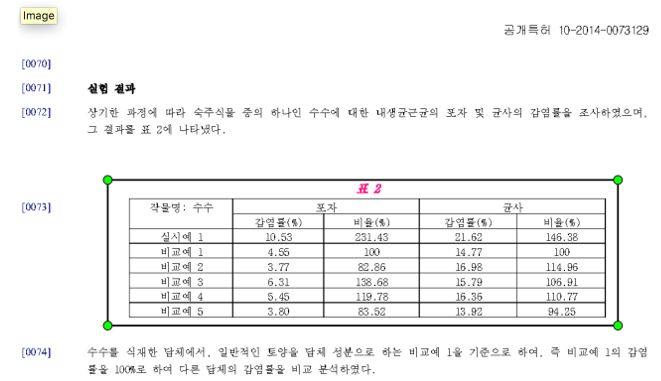 Image
공개특허 10-2014-0073129
[0070]
[0071] 실험 결과
[0072] 상기한 과정에 따라 숙주식물 중의 하나인 수수에 대한 내생균근균의 포자 및 균사의 감염률을 조사하였으며,
그 결과를 표 2에 나타냈다.
표 2
[0073] 작물명: 수수 포자 균사
감염률(%) 비율(%) 감염률(%) 비율(%)
실시예 1 10.53 231.43 21.62 146.38
비교예 1 4.55 100 14.77 100
비교예 2 3.77 82.86 16.98 114.96
비교예 3 6.31 138.68 15.79 106.91
비교예 4 5.45 119.78 16.36 110.77
비교예 5 3.80 83.52 13.92 94.25
[0074] 수수를 식재한 담체에서, 일반적인 토양을 담체 성분으로 하는 비교예 1을 기준으로 하여, 즉 비교예 1의 감염
률을 100%로 하여 다른 담체의 감염률을 비교 분석하였다.